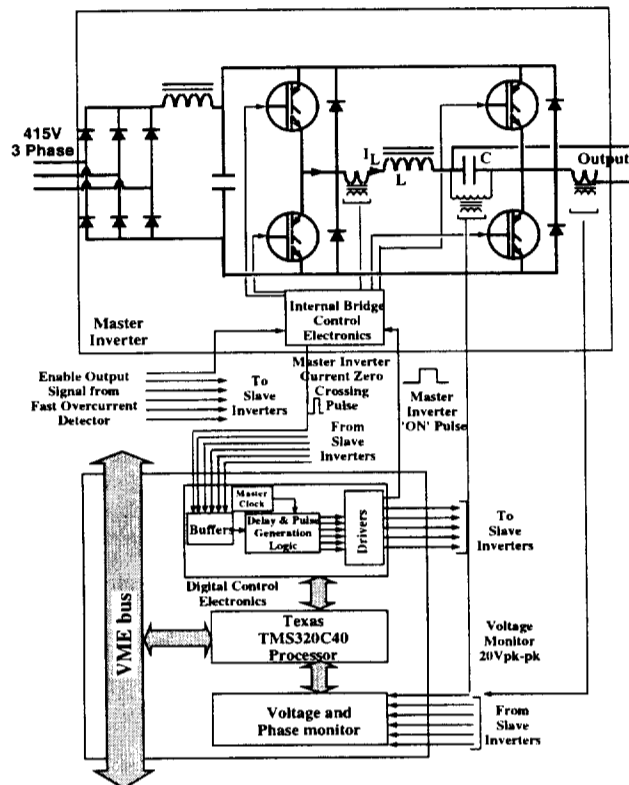 415V
3 Phase
I_L
L
C
Output
Master
Inverter
Internal Bridge
Control
Electronics
Enable Output
Signal from
Fast Overcurrent
Detector
To
Slave
Inverters
Master Inverter
Current Zero
Crossing
Pulse
From
Slave
Inverters
Master
Inverter
'ON' Pulse
VME bus
Master
Clock
Buffers
Delay & Pulse
Generation
Logic
Drivers
To
Slave
Inverters
Digital Control
Electronics
Texas
TMS320C40
Processor
Voltage
Monitor
20Vpk-pk
Voltage and
Phase monitor
From
Slave
Inverters